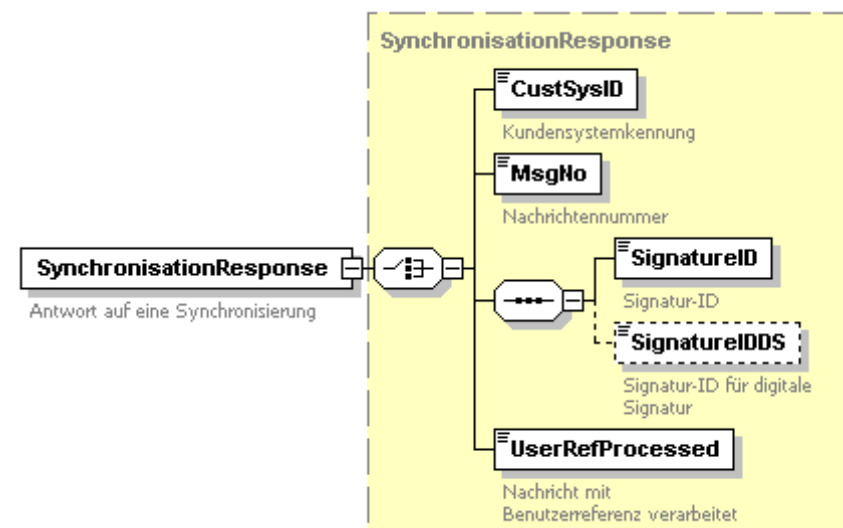 SynchronisationResponse
CustSysID
Kundensystemkennung
MsgNo
Nachrichtennummer
SynchronisationResponse
Antwort auf eine Synchronisierung
SignatureID
Signatur-ID
SignatureIDDS
Signatur-ID für digitale
Signatur
UserRefProcessed
Nachricht mit
Benutzerreferenz verarbeitet